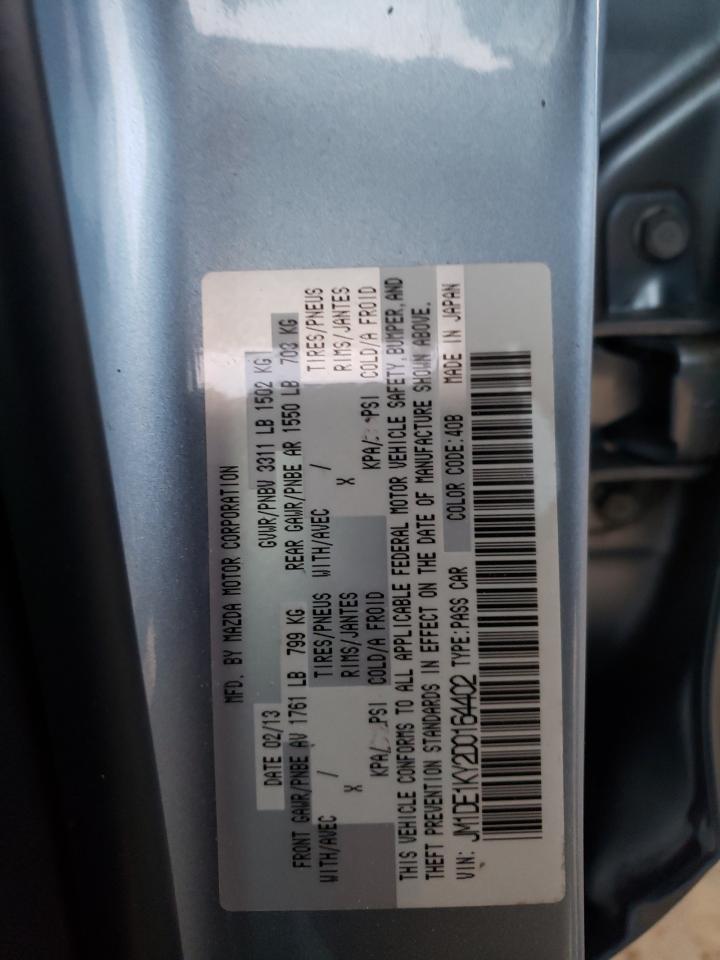 MFD. BY MAZDA MOTOR CORPORATION
DATE 02/13 GVWR/PNBV 3311 LB 1502 KG
FRONT GAWR/PNBE AV 1761 LB 799 KG REAR GAWR/PNBE AR 1550 LB 703 KG
WITH/AVEC / TIRES/PNEUS WITH/AVEC / TIRES/PNEUS
X RIMS/JANTES X RIMS/JANTES
KPA/ PSI COLD/A FROID KPA/ PSI COLD/A FROID
THIS VEHICLE CONFORMS TO ALL APPLICABLE FEDERAL MOTOR VEHICLE SAFETY, BUMPER, AND
THEFT PREVENTION STANDARDS IN EFFECT ON THE DATE OF MANUFACTURE SHOWN ABOVE.
VIN: JM1DE1KY2D0164402 TYPE:PASS CAR COLOR CODE:40B MADE IN JAPAN